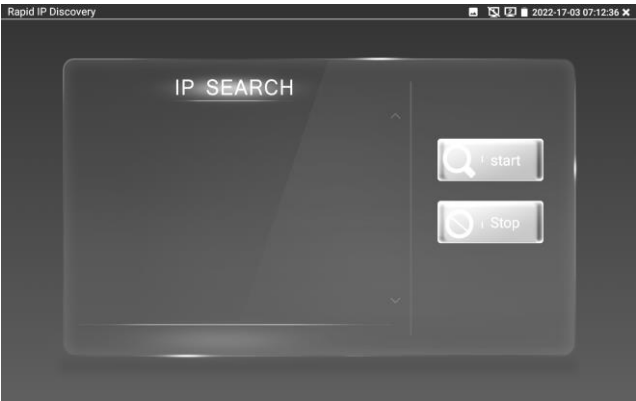 Rapid IP Discovery
2022-17-03 07:12:36
IP SEARCH
start
Stop